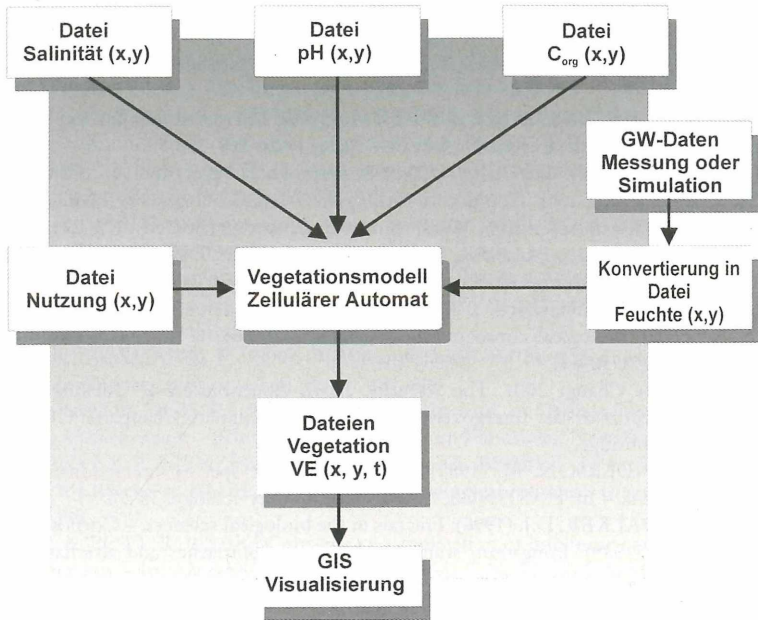 Datei
Salinität (x,y)
Datei
pH (x,y)
Datei
C_org (x,y)
GW-Daten
Messung oder
Simulation
Datei
Nutzung (x,y)
Vegetationsmodell
Zellulärer Automat
Konvertierung in
Datei
Feuchte (x,y)
Dateien
Vegetation
VE (x, y, t)
GIS
Visualisierung